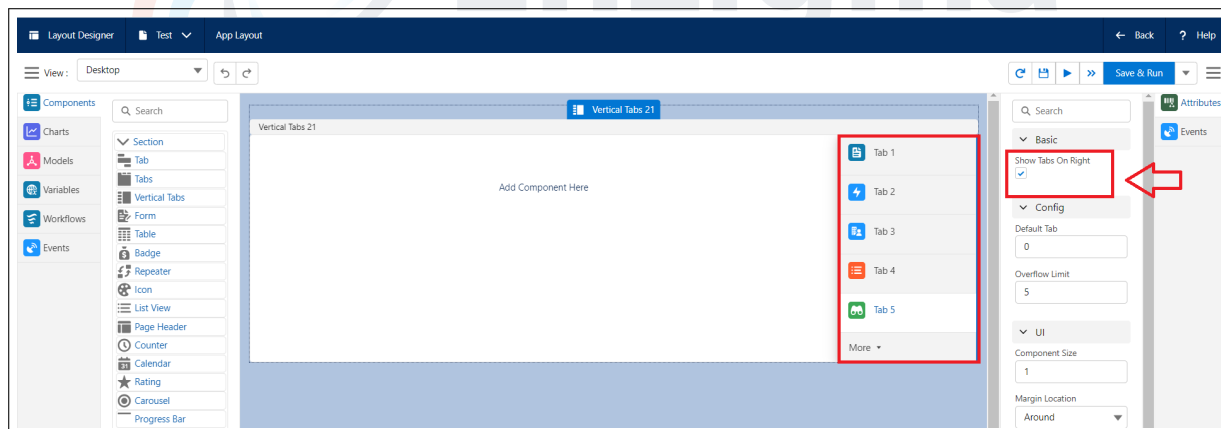 Layout Designer
Test
App Layout
Back
? Help
View :
Desktop
Save & Run
Components
Charts
Models
Variables
Workflows
Events
Search
Section
Tab
Tabs
Vertical Tabs
Form
Table
Badge
Repeater
Icon
List View
Page Header
Counter
31 Calendar
Rating
Carousel
Progress Bar
Vertical Tabs 21
Vertical Tabs 21
Add Component Here
Tab 1
Tab 2
Tab 3
Tab 4
Tab 5
More
Search
Basic
Show Tabs On Right
Config
Default Tab
0
Overflow Limit
5
UI
Component Size
1
Margin Location
Around
Attributes
Events